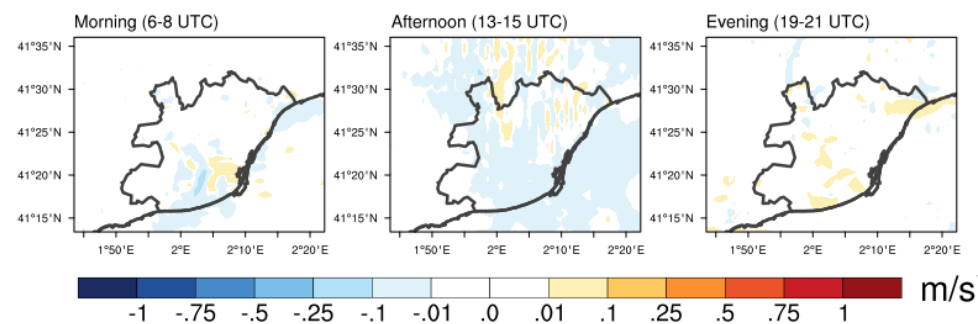 Morning (6-8 UTC) Afternoon (13-15 UTC) Evening (19-21 UTC)
41°35'N 41°35'N 41°35'N
41°30'N 41°30'N 41°30'N
41°25'N 41°25'N 41°25'N
41°20'N 41°20'N 41°20'N
41°15'N 41°15'N 41°15'N
1°50'E 2°E 2°10'E 2°20'E 1°50'E 2°E 2°10'E 2°20'E 1°50'E 2°E 2°10'E 2°20'E
-1 -.75 -.5 -.25 -.1 -.01 .0 .01 .1 .25 .5 .75 1 m/s